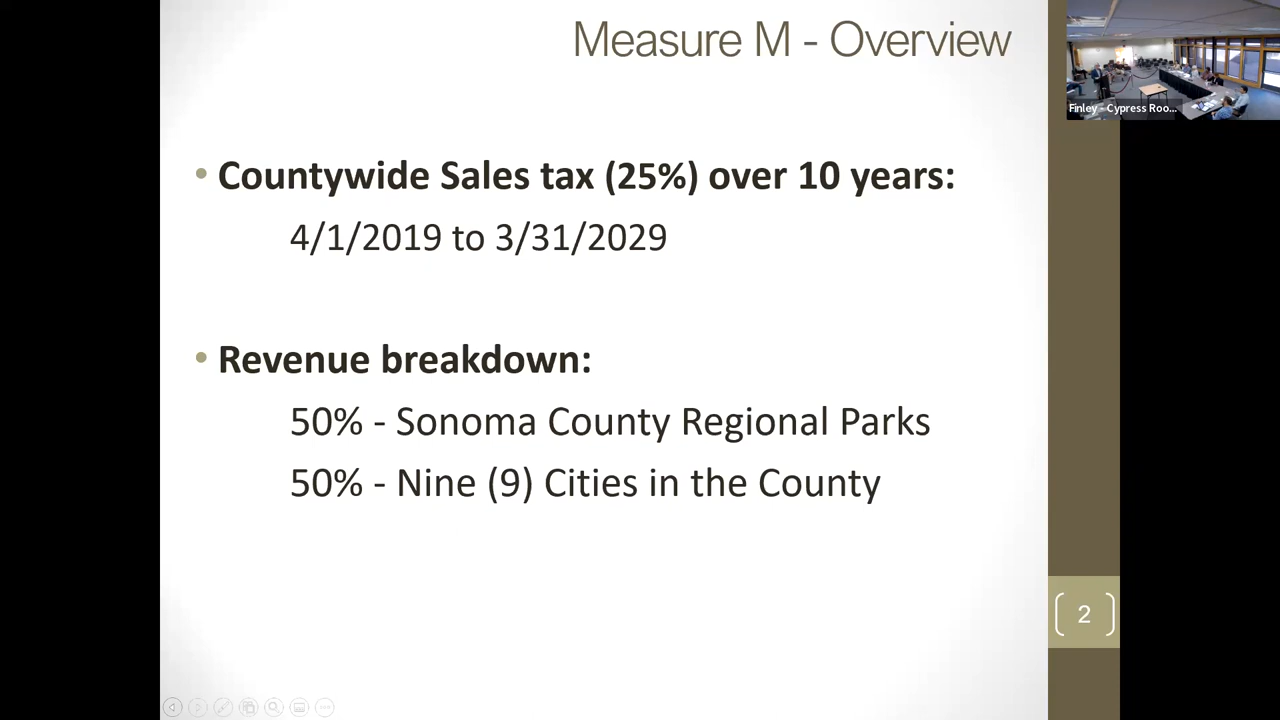 Measure M - Overview
Finley - Cypress Roo...
• Countywide Sales tax (25%) over 10 years:
4/1/2019 to 3/31/2029
• Revenue breakdown:
50% - Sonoma County Regional Parks
50% - Nine (9) Cities in the County
2